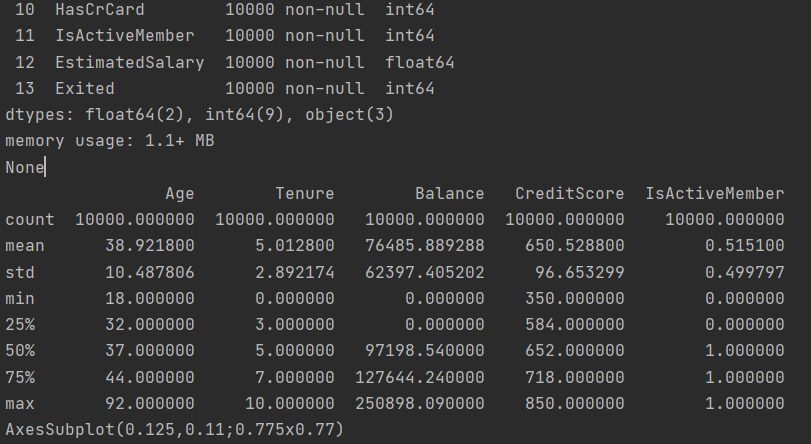 10  HasCrCard        10000 non-null  int64
11  IsActiveMember   10000 non-null  int64
12  EstimatedSalary  10000 non-null  float64
13  Exited           10000 non-null  int64
dtypes: float64(2), int64(9), object(3)
memory usage: 1.1+ MB
None
                Age        Tenure        Balance   CreditScore  IsActiveMember
count  10000.000000  10000.000000   10000.000000  10000.000000    10000.000000
mean      38.921800      5.012800   76485.889288    650.528800        0.515100
std       10.487806      2.892174   62397.405202     96.653299        0.499797
min       18.000000      0.000000       0.000000    350.000000        0.000000
25%       32.000000      3.000000       0.000000    584.000000        0.000000
50%       37.000000      5.000000   97198.540000    652.000000        1.000000
75%       44.000000      7.000000  127644.240000    718.000000        1.000000
max       92.000000     10.000000  250898.090000    850.000000        1.000000
AxesSubplot(0.125,0.11;0.775x0.77)